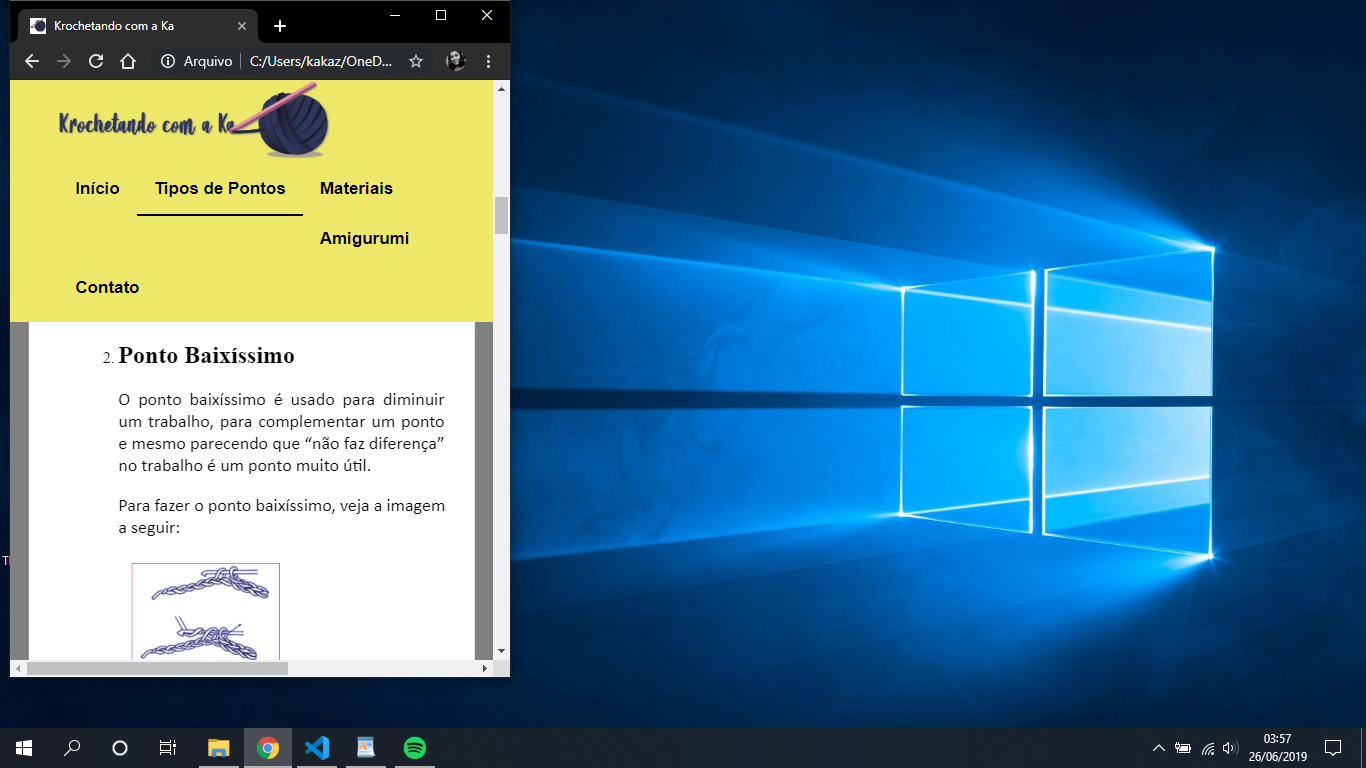 Krochetando com a Ka
Arquivo
C:/Users/kakaz/OneD...
Krochetando com a Ka
Início
Tipos de Pontos
Materiais
Amigurumi
Contato
2. Ponto Baixíssimo
O ponto baixíssimo é usado para diminuir
um trabalho, para complementar um ponto
e mesmo parecendo que “não faz diferença”
no trabalho é um ponto muito útil.
Para fazer o ponto baixíssimo, veja a imagem
a seguir:
03:57
26/06/2019